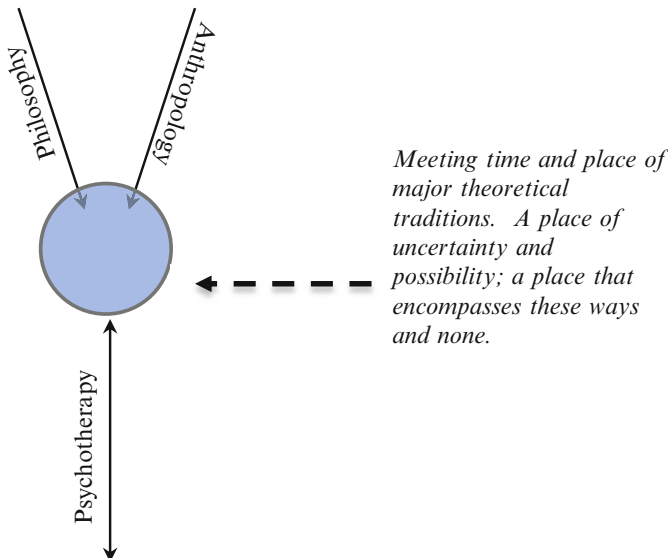 Philosophy
Anthropology
Meeting time and place of
major theoretical
traditions. A place of
uncertainty and
possibility; a place that
encompasses these ways
and none.
Psychotherapy